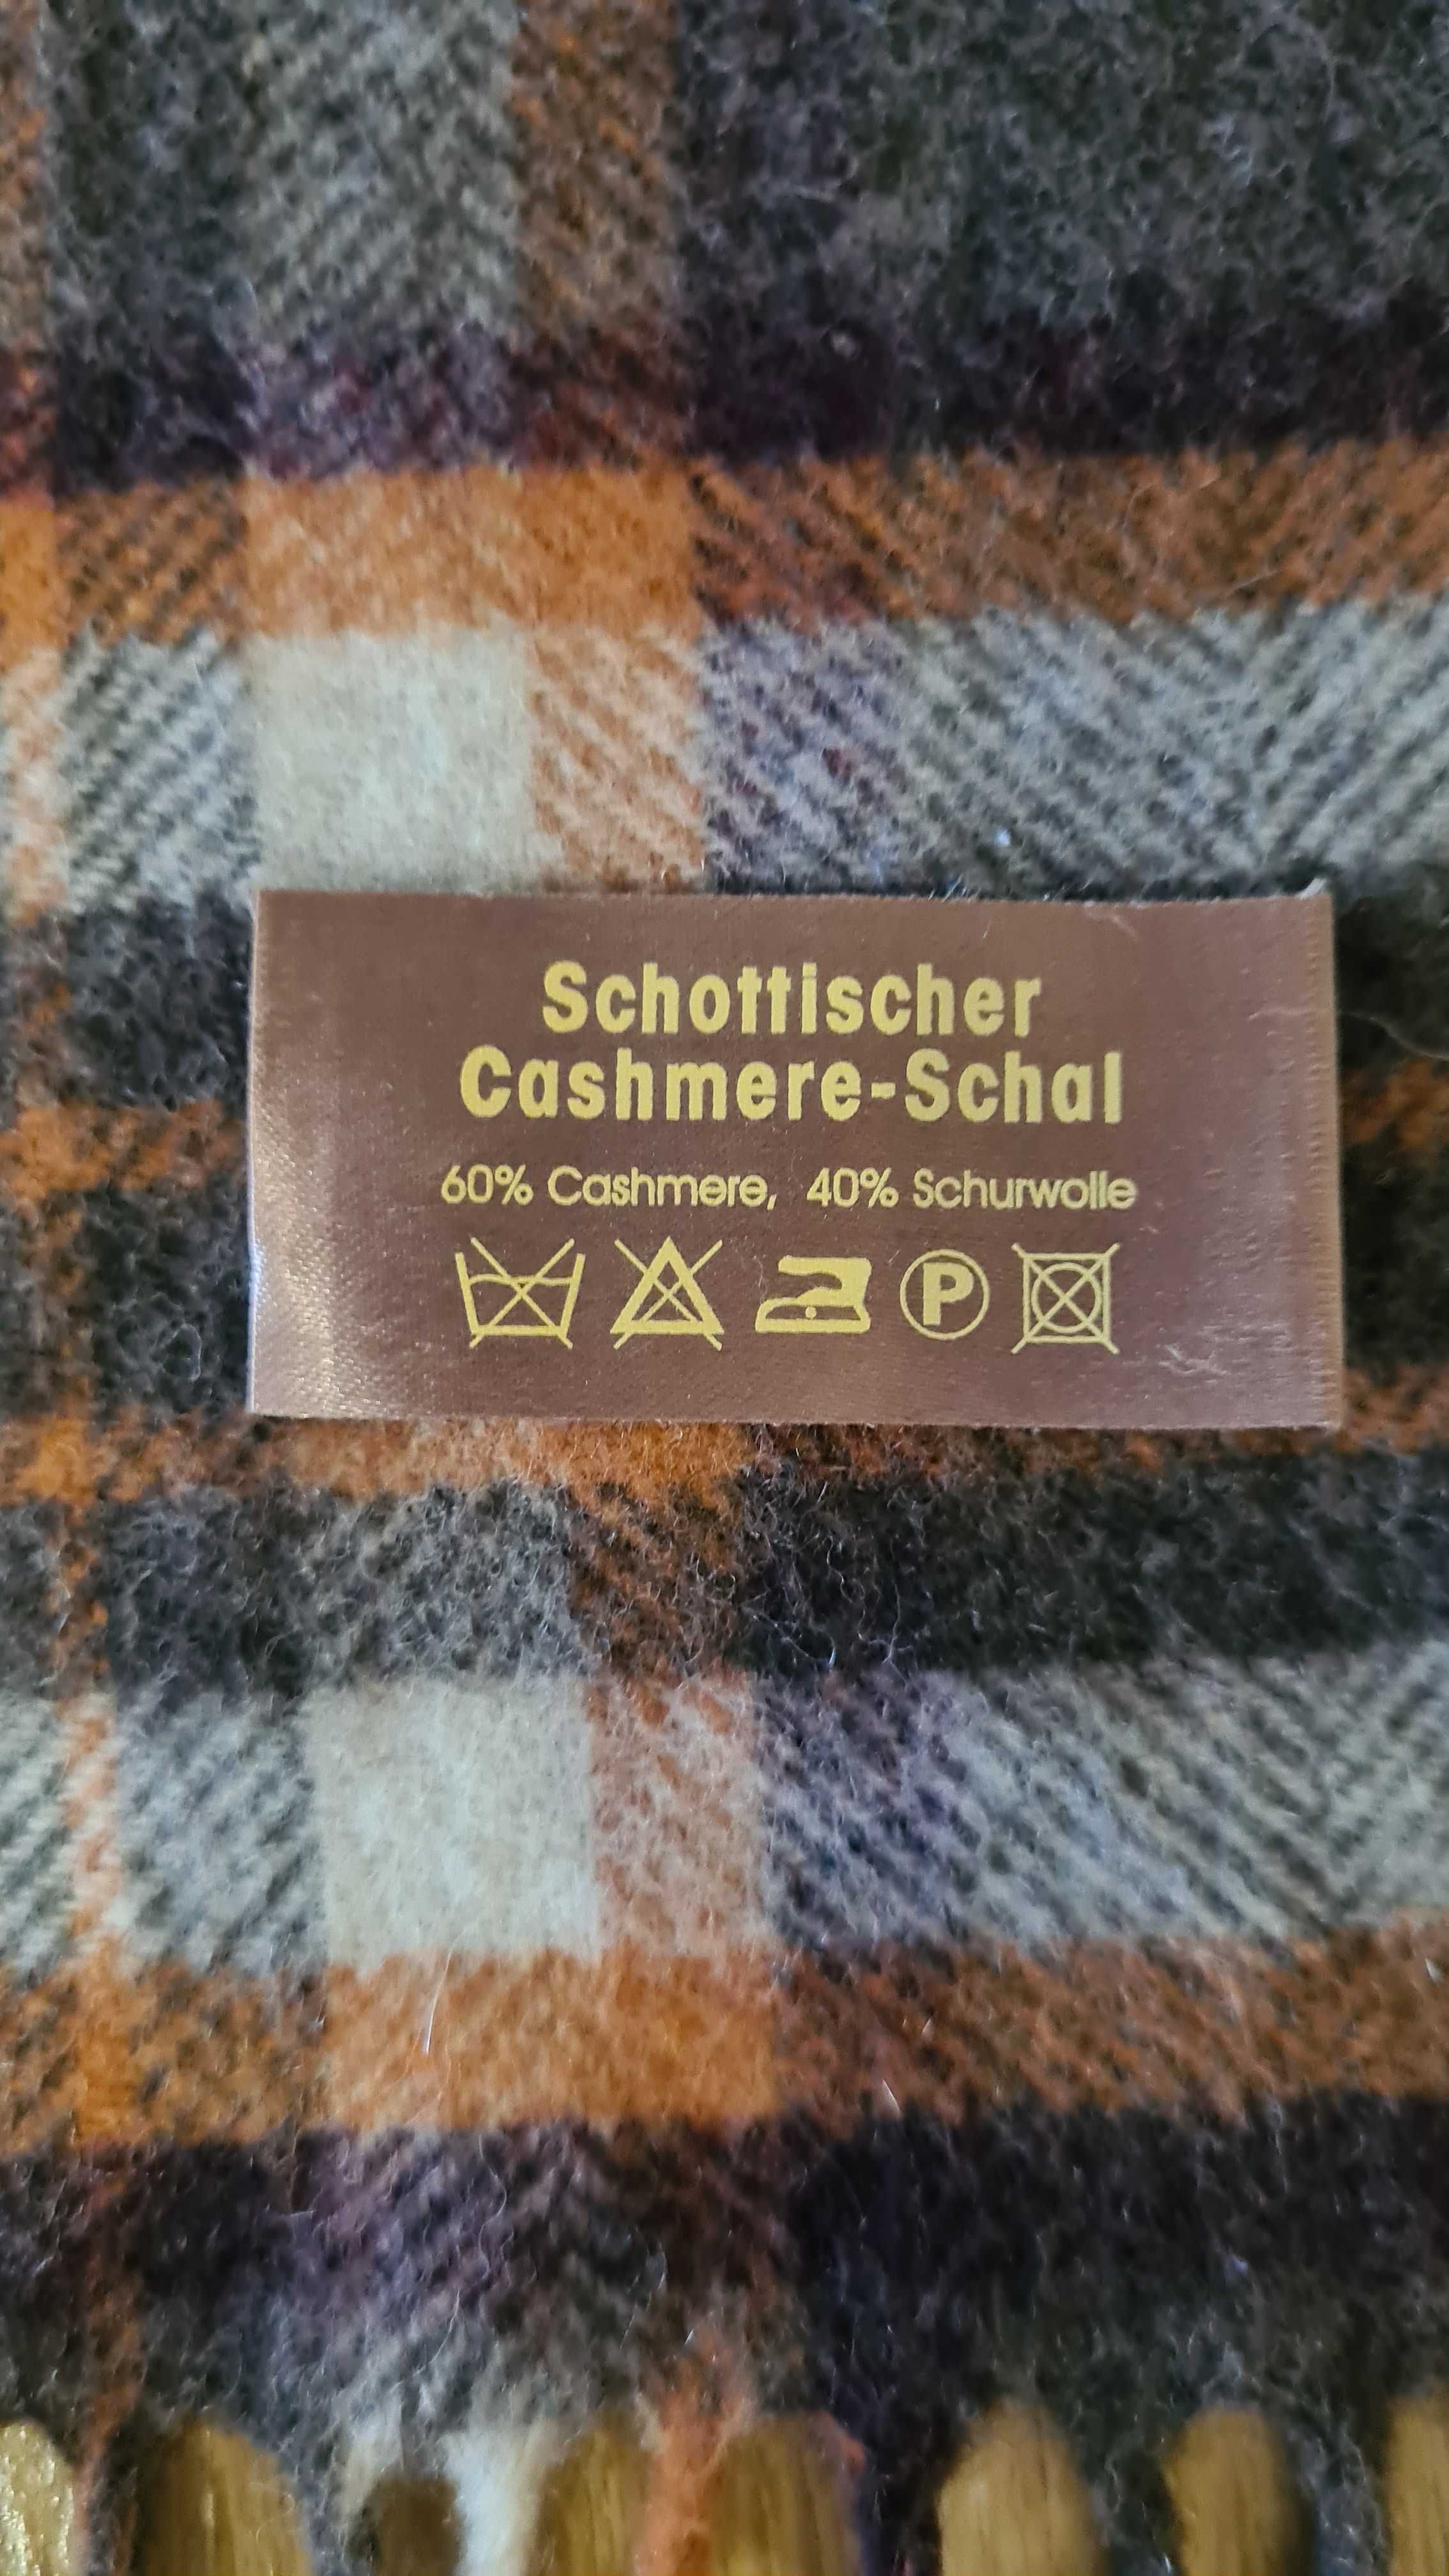 Schottischer
Cashmere-Schal
60% Cashmere, 40% Schurwolle
P